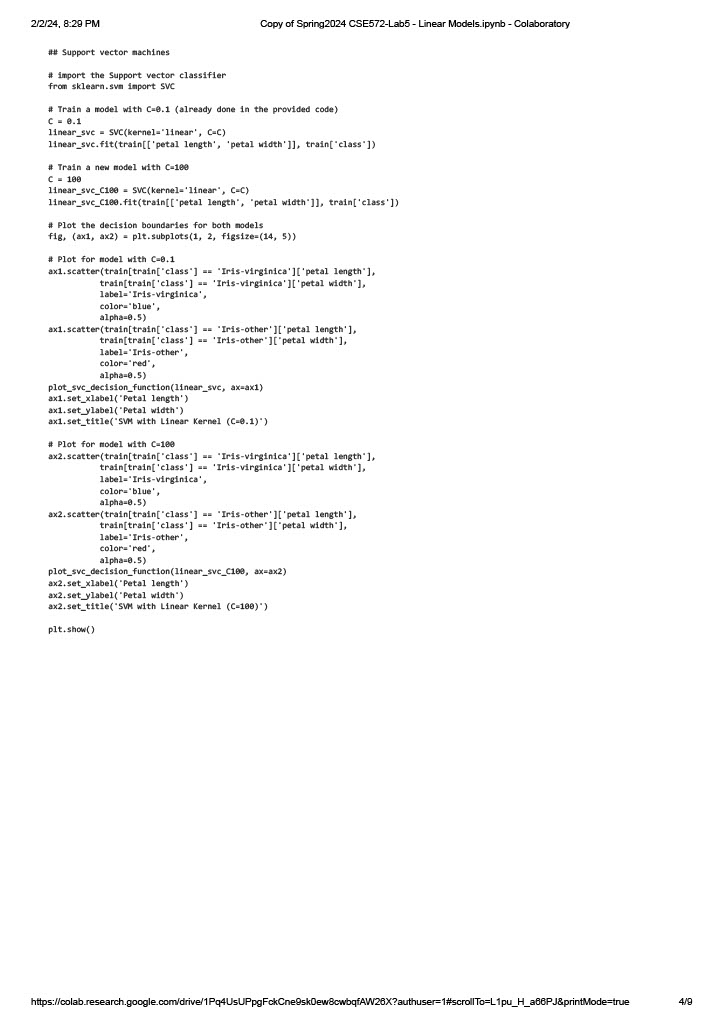 2/2/24, 8:29 PM
Copy of Spring2024 CSE572-Lab5 - Linear Models.ipynb - Colaboratory
## Support vector machines
# import the Support vector classifier
from sklearn.svm import SVC
# Train a model with C=0.1 (already done in the provided code)
C = 0.1
linear_svc = SVC(kernel='linear', C=C)
linear_svc.fit(train[['petal length', 'petal width']], train['class'])
# Train a new model with C=100
C = 100
linear_svc_C100 = SVC(kernel='linear', C=C)
linear_svc_C100.fit(train[['petal length', 'petal width']], train['class'])
# Plot the decision boundaries for both models
fig, (ax1, ax2) = plt.subplots(1, 2, figsize=(14, 5))
# Plot for model with C=0.1
ax1.scatter(train[train['class'] == 'Iris-virginica']['petal length'],
            train[train['class'] == 'Iris-virginica']['petal width'],
            label='Iris-virginica',
            color='blue',
            alpha=0.5)
ax1.scatter(train[train['class'] == 'Iris-other']['petal length'],
            train[train['class'] == 'Iris-other']['petal width'],
            label='Iris-other',
            color='red',
            alpha=0.5)
plot_svc_decision_function(linear_svc, ax=ax1)
ax1.set_xlabel('Petal length')
ax1.set_ylabel('Petal width')
ax1.set_title('SVM with Linear Kernel (C=0.1)')
# Plot for model with C=100
ax2.scatter(train[train['class'] == 'Iris-virginica']['petal length'],
            train[train['class'] == 'Iris-virginica']['petal width'],
            label='Iris-virginica',
            color='blue',
            alpha=0.5)
ax2.scatter(train[train['class'] == 'Iris-other']['petal length'],
            train[train['class'] == 'Iris-other']['petal width'],
            label='Iris-other',
            color='red',
            alpha=0.5)
plot_svc_decision_function(linear_svc_C100, ax=ax2)
ax2.set_xlabel('Petal length')
ax2.set_ylabel('Petal width')
ax2.set_title('SVM with Linear Kernel (C=100)')
plt.show()
https://colab.research.google.com/drive/1Pq4UsUPpgFckCne9sk0ew8cwbqfAW26X?authuser=1#scrollTo=L1pu_H_a66PJ&printMode=true
4/9